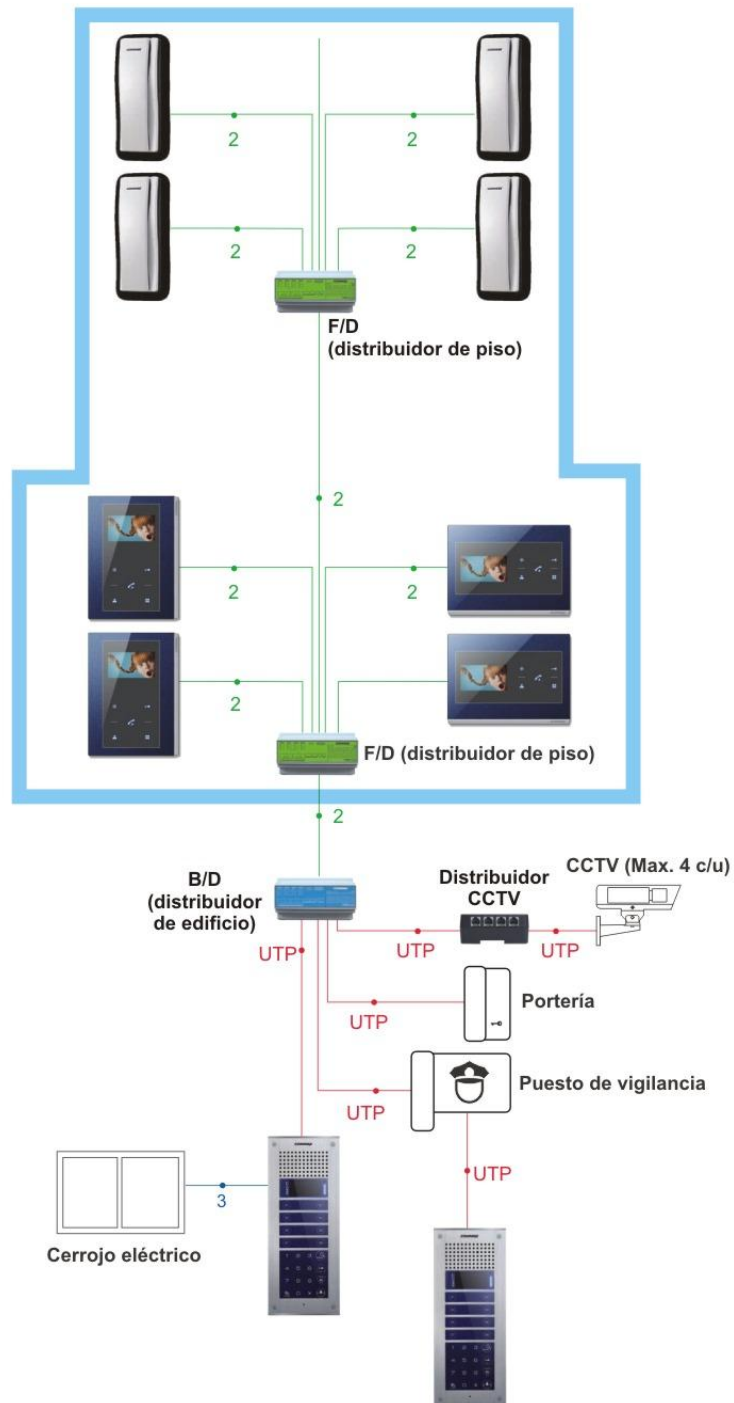 2
2
2
2
F/D
(distribuidor de piso)
2
2
2
2
F/D (distribuidor de piso)
2
B/D
(distribuidor
de edificio)
Distribuidor
CCTV
CCTV (Max. 4 c/u)
UTP
UTP
UTP
UTP
Portería
UTP
Puesto de vigilancia
UTP
3
Cerrojo eléctrico